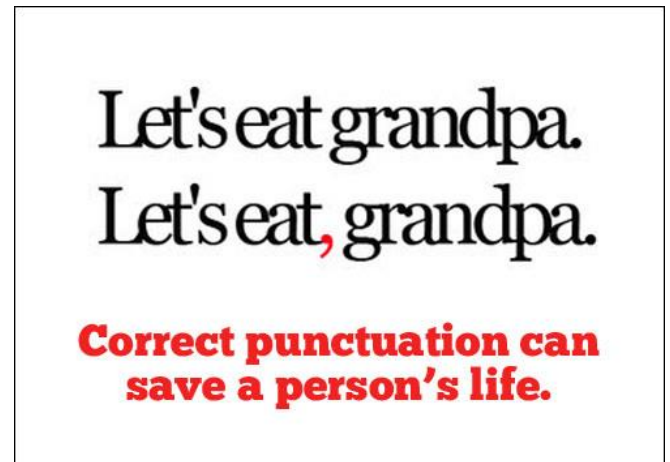 Let's eat grandpa.
Let's eat, grandpa.
Correct punctuation can
save a person’s life.